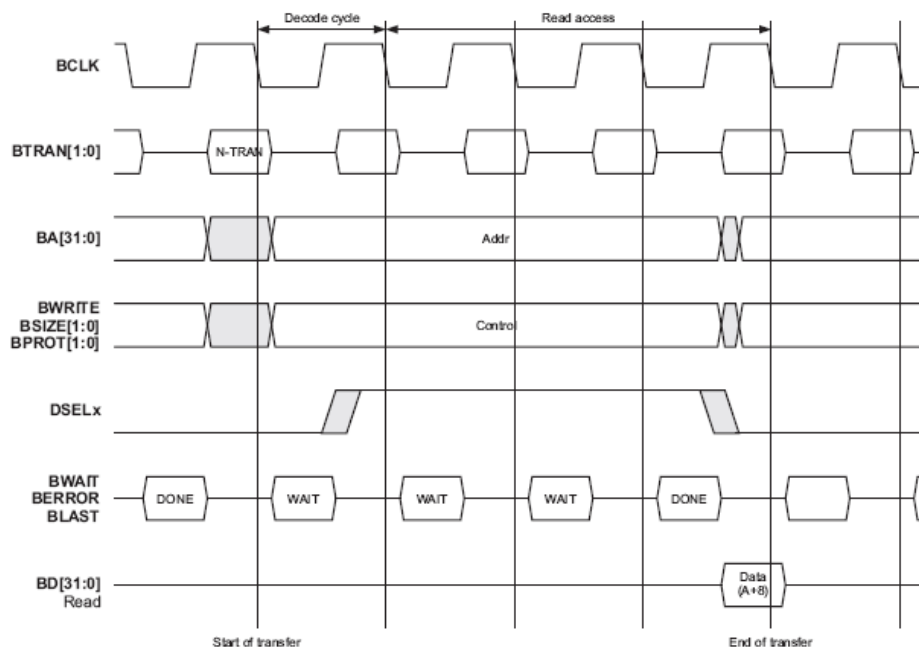 Decode cycle
Read access
BCLK
BTRAN[1:0]
N-TRAN
BA[31:0]
Addr
BWRITE
BSIZE[1:0]
BPROT[1:0]
Control
DSELx
BWAIT
BERROR
BLAST
DONE
WAIT
WAIT
WAIT
DONE
BD[31:0]
Read
Data
(A+8)
Start of transfer
End of transfer